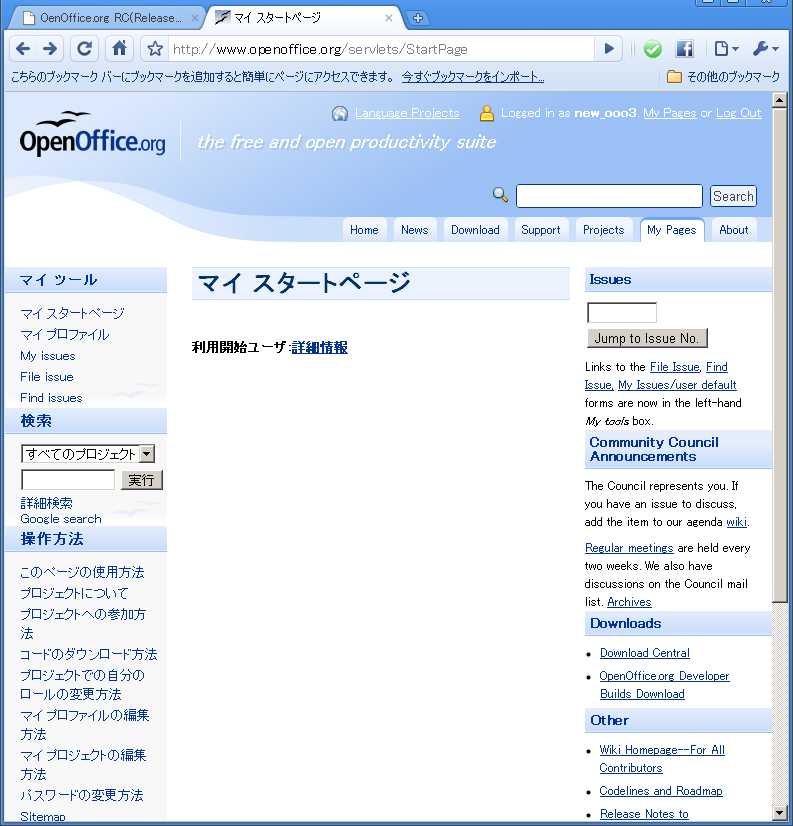 OenOffice.org RC(Release...
マイ スタートページ
http://www.openoffice.org/servlets/StartPage
こちらのブックマーク バーにブックマークを追加すると簡単にページにアクセスできます。 今すぐブックマークをインポート...
その他のブックマーク
Language Projects
Logged in as new_ooo3. My Pages or Log Out
OpenOffice.org
the free and open productivity suite
Search
Home News Download Support Projects My Pages About
マイ ツール
マイ スタートページ
マイ プロファイル
My issues
File issue
Find issues
検索
すべてのプロジェクト
実行
詳細検索
Google search
操作方法
このページの使用方法
プロジェクトについて
プロジェクトへの参加方
法
コードのダウンロード方法
プロジェクトでの自分の
ロールの変更方法
マイ プロファイルの編集
方法
マイ プロジェクトの編集
方法
パスワードの変更方法
Sitemap
マイ スタートページ
利用開始ユーザ:詳細情報
Issues
Jump to Issue No.
Links to the File Issue, Find
Issue, My Issues/user default
forms are now in the left-hand
My tools box.
Community Council
Announcements
The Council represents you. If
you have an issue to discuss,
add the item to our agenda wiki.
Regular meetings are held every
two weeks. We also have
discussions on the Council mail
list. Archives
Downloads
Download Central
OpenOffice.org Developer
Builds Download
Other
Wiki Homepage--For All
Contributors
Codelines and Roadmap
Release Notes to